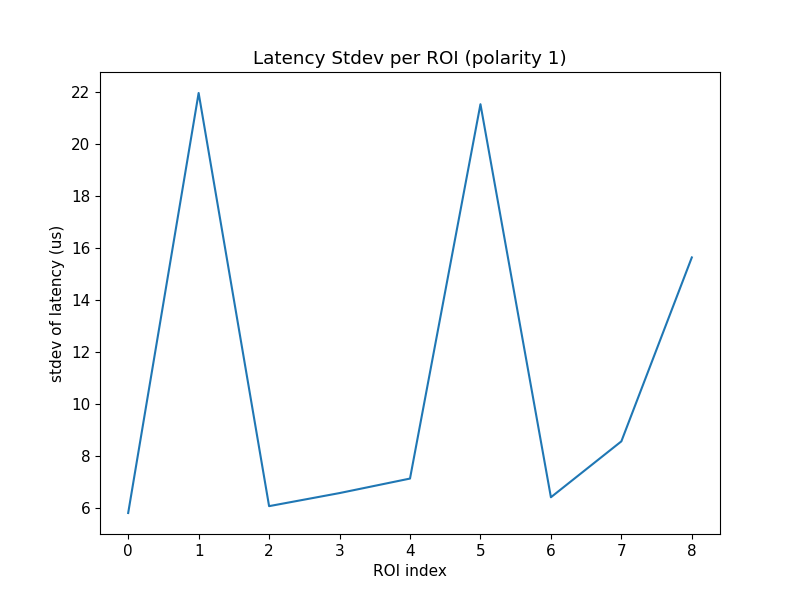 Latency Stdev per ROI (polarity 1)
22
20
18
16
14
12
10
8
6
stdev of latency (us)
0 1 2 3 4 5 6 7 8
ROI index